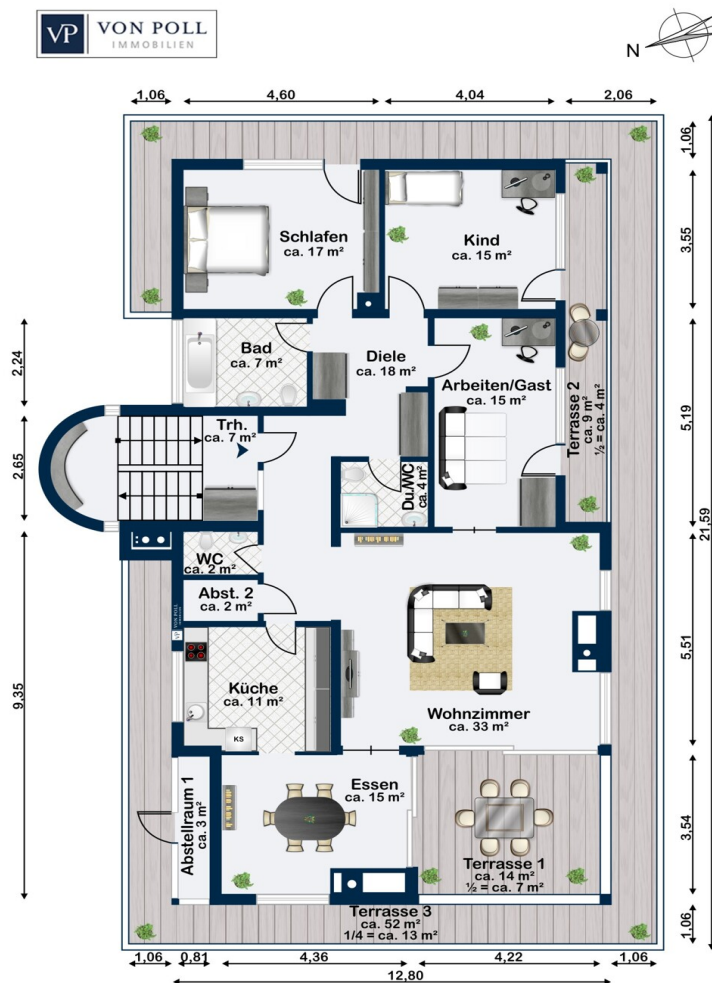 VP VON POLL
IMMOBILIEN
N
1,06
4,60
4,04
2,06
1,06
3,55
5,19
21,59
5,51
3,54
1,06
2,24
2,65
9,35
Schlafen
ca. 17 m²
Kind
ca. 15 m²
Bad
ca. 7 m²
Diele
ca. 18 m²
Arbeiten/Gast
ca. 15 m²
Terrasse 2
ca. 9 m²
½ = ca. 4 m²
Trh.
ca. 7 m²
Du./WC
ca. 4 m²
WC
ca. 2 m²
Abst. 2
ca. 2 m²
VP VON POLL
Küche
ca. 11 m²
KS
Wohnzimmer
ca. 33 m²
Abstellraum 1
ca. 3 m²
Essen
ca. 15 m²
Terrasse 1
ca. 14 m²
½ = ca. 7 m²
Terrasse 3
ca. 52 m²
1/4 = ca. 13 m²
1,06
0,81
4,36
4,22
1,06
12,80